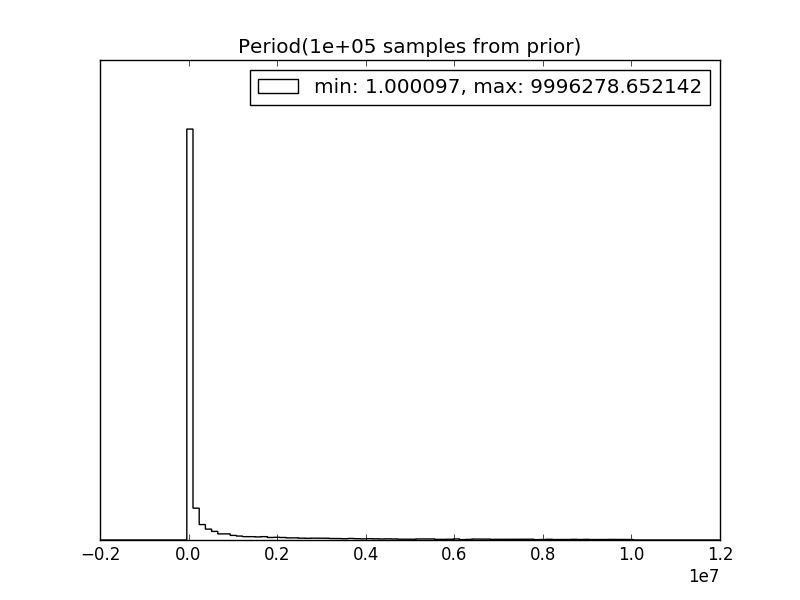 Period(1e+05 samples from prior)
min: 1.000097, max: 9996278.652142
−0.2 0.0 0.2 0.4 0.6 0.8 1.0 1.2
1e7